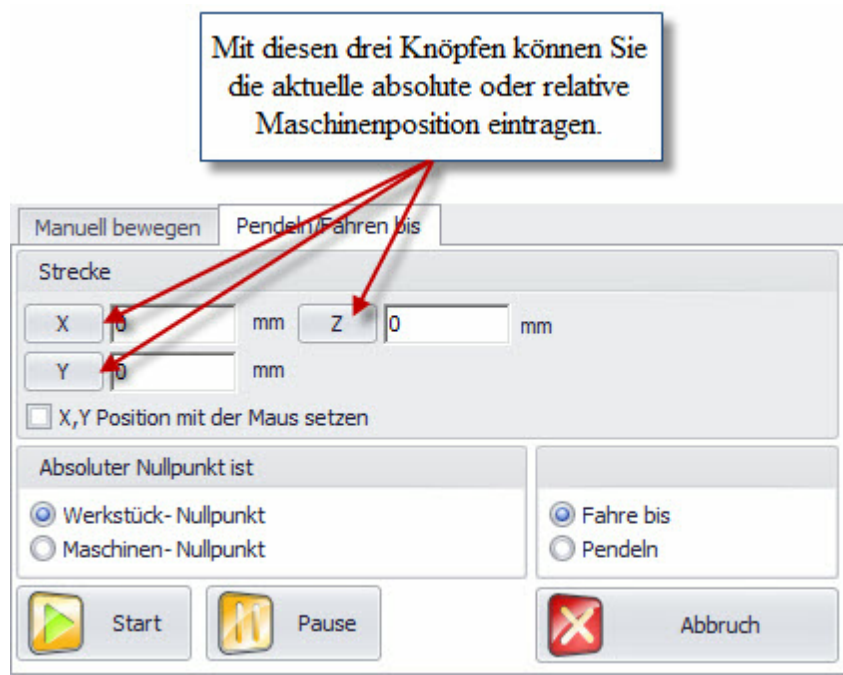 Mit diesen drei Knöpfen können Sie
die aktuelle absolute oder relative
Maschinenposition eintragen.
Manuell bewegen Pendeln/Fahren bis
Strecke
X 0 mm Z 0 mm
Y 0 mm
X,Y Position mit der Maus setzen
Absoluter Nullpunkt ist
Werkstück- Nullpunkt Fahre bis
Maschinen- Nullpunkt Pendeln
Start Pause Abbruch